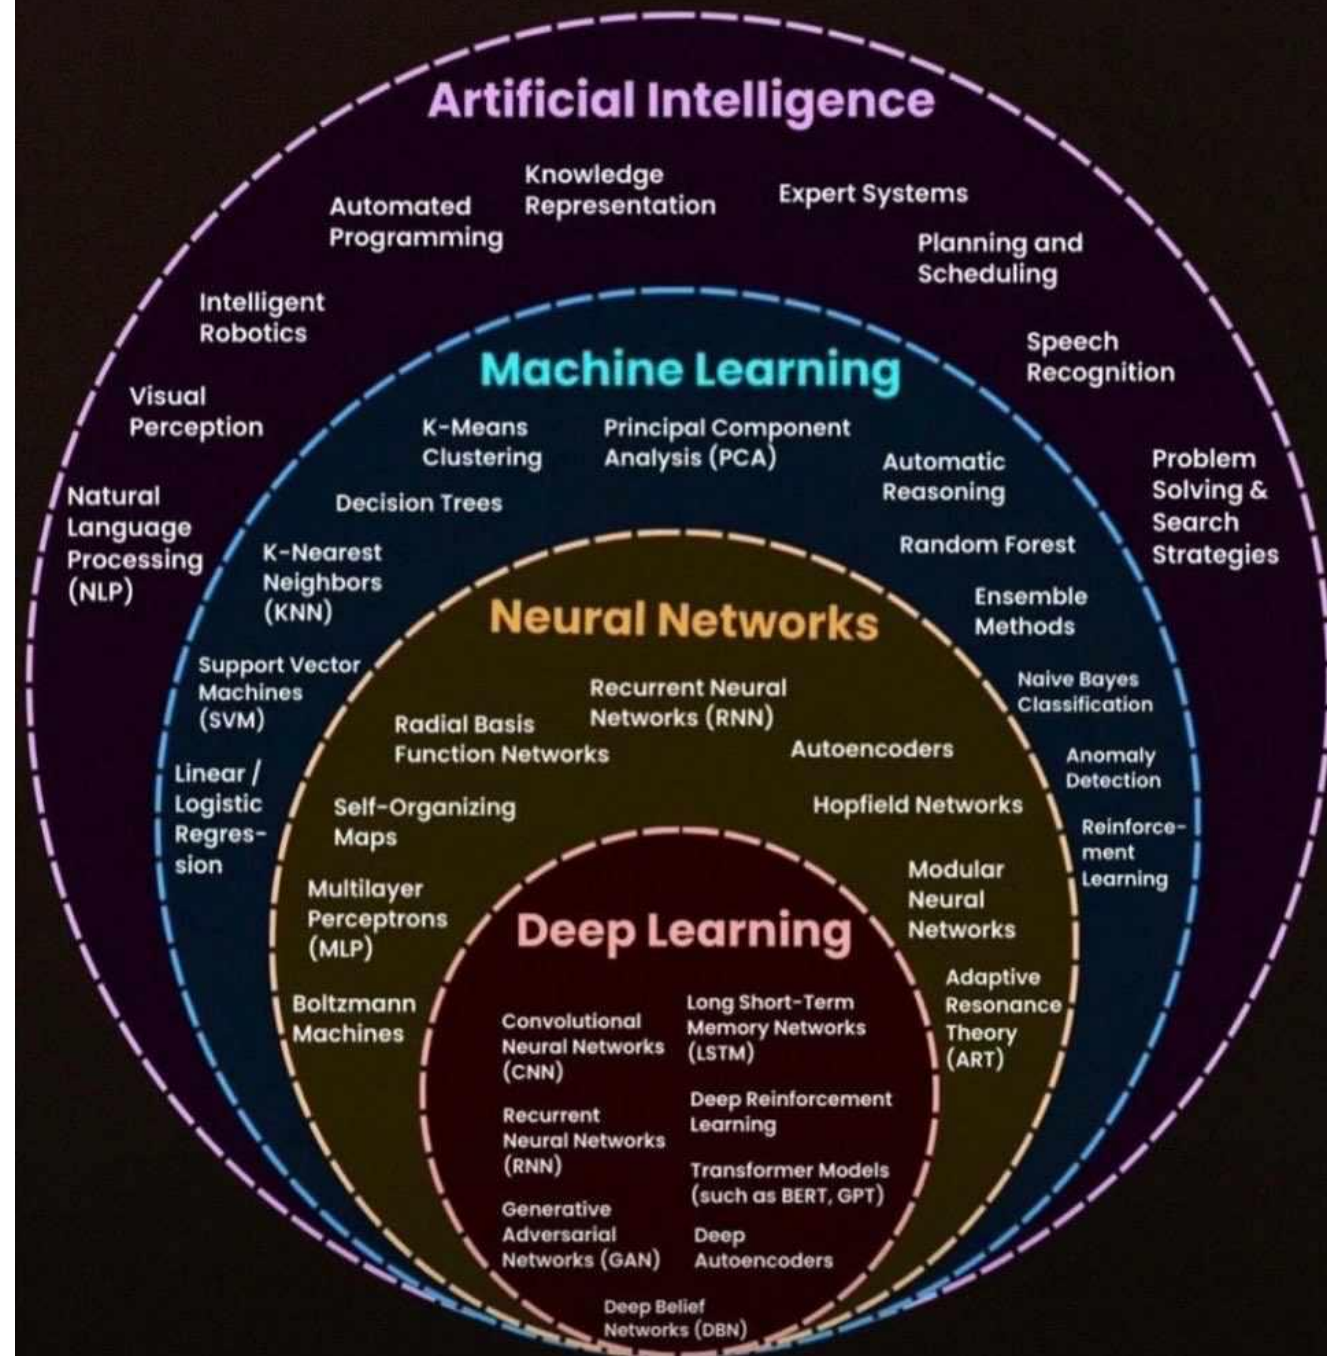 Artificial Intelligence
Knowledge
Representation
Expert Systems
Automated
Programming
Planning and
Scheduling
Intelligent
Robotics
Speech
Recognition
Visual
Perception
Problem
Solving &
Search
Strategies
Natural
Language
Processing
(NLP)
Machine Learning
K-Means
Clustering
Principal Component
Analysis (PCA)
Automatic
Reasoning
Decision Trees
Random Forest
K-Nearest
Neighbors
(KNN)
Ensemble
Methods
Support Vector
Machines
(SVM)
Naive Bayes
Classification
Linear /
Logistic
Regres-
sion
Anomaly
Detection
Reinforce-
ment
Learning
Neural Networks
Recurrent Neural
Networks (RNN)
Radial Basis
Function Networks
Autoencoders
Self-Organizing
Maps
Hopfield Networks
Multilayer
Perceptrons
(MLP)
Modular
Neural
Networks
Boltzmann
Machines
Adaptive
Resonance
Theory
(ART)
Deep Learning
Convolutional
Neural Networks
(CNN)
Long Short-Term
Memory Networks
(LSTM)
Recurrent
Neural Networks
(RNN)
Deep Reinforcement
Learning
Transformer Models
(such as BERT, GPT)
Generative
Adversarial
Networks (GAN)
Deep
Autoencoders
Deep Belief
Networks (DBN)